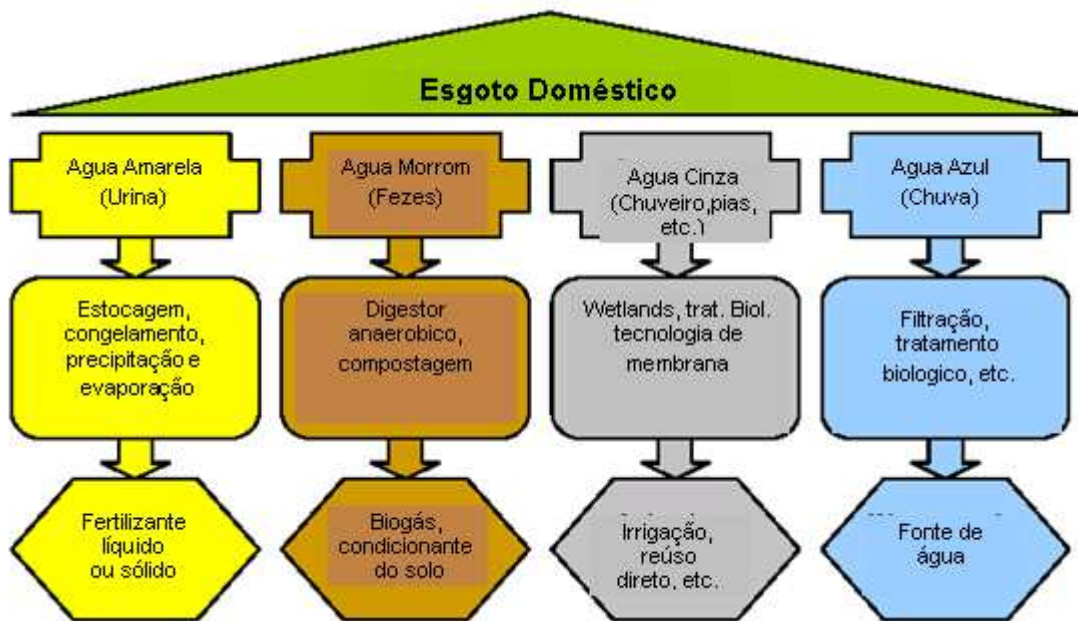 Esgoto Doméstico
Agua Amarela
(Urina)
Agua Morrom
(Fezes)
Agua Cinza
(Chuveiro,pias,
etc.)
Agua Azul
(Chuva)
Estocagem,
congelamento,
precipitação e
evaporação
Digestor
anaerobico,
compostagem
Wetlands, trat. Biol.
tecnologia de
membrana
Filtração,
tratamento
biologico, etc.
Fertilizante
líquido
ou sólido
Biogás,
condicionante
do solo
Irrigação,
reúso
direto, etc.
Fonte de
água